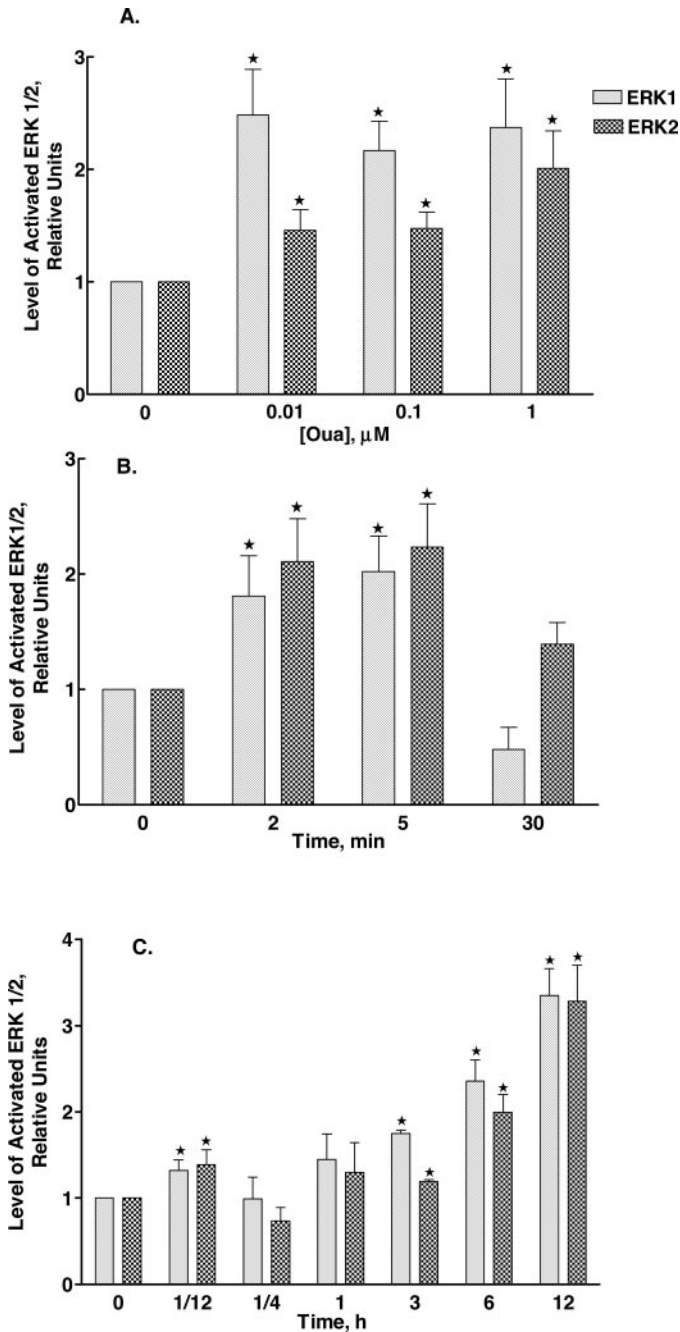 A.
Level of Activated ERK 1/2,
Relative Units
3
2
1
0
★ ★ ★ ★ ★ ★
ERK1
ERK2
0 0.01 0.1 1
[Oua], μM
B.
Level of Activated ERK1/2,
Relative Units
3
2
1
0
★ ★ ★ ★
0 2 5 30
Time, min
C.
Level of Activated ERK 1/2,
Relative Units
4
3
2
1
0
★ ★ ★ ★ ★ ★ ★ ★
0 1/12 1/4 1 3 6 12
Time, h